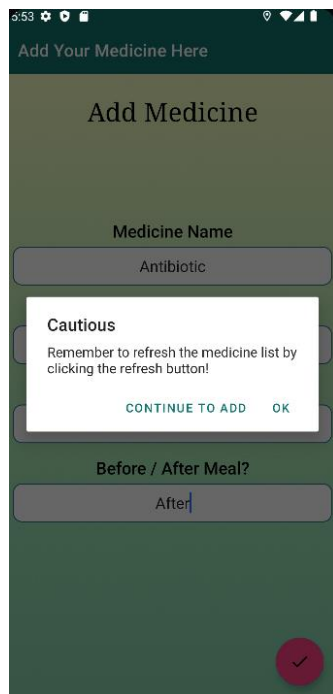 5:53
Add Your Medicine Here
Add Medicine
Medicine Name
Antibiotic
Cautious
Remember to refresh the medicine list by
clicking the refresh button!
CONTINUE TO ADD OK
Before / After Meal?
After